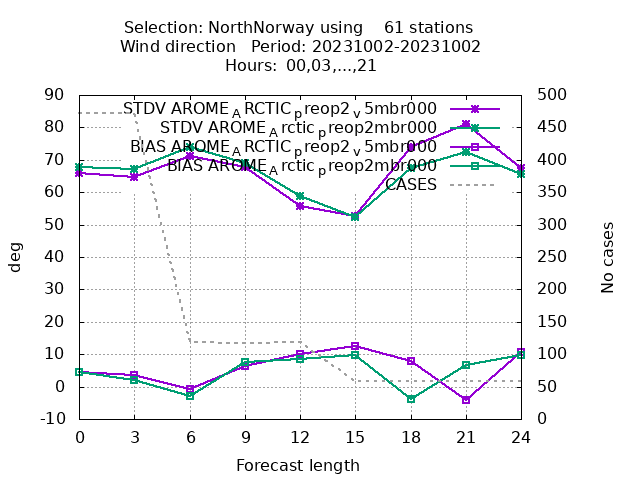 Selection: NorthNorway using    61 stations
Wind direction   Period: 20231002-20231002
Hours:  00,03,...,21
90
80
70
60
50
40
30
20
10
0
-10
500
450
400
350
300
250
200
150
100
50
0
STDV AROME_ARCTIC_preop2_v5mbr000
STDV AROME_Arctic_preop2mbr000
BIAS AROME_ARCTIC_preop2_v5mbr000
BIAS AROME_Arctic_preop2mbr000
CASES
deg
No cases
0 3 6 9 12 15 18 21 24
Forecast length